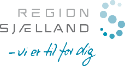 REGION
SJÆLLAND
- vi er til for dig